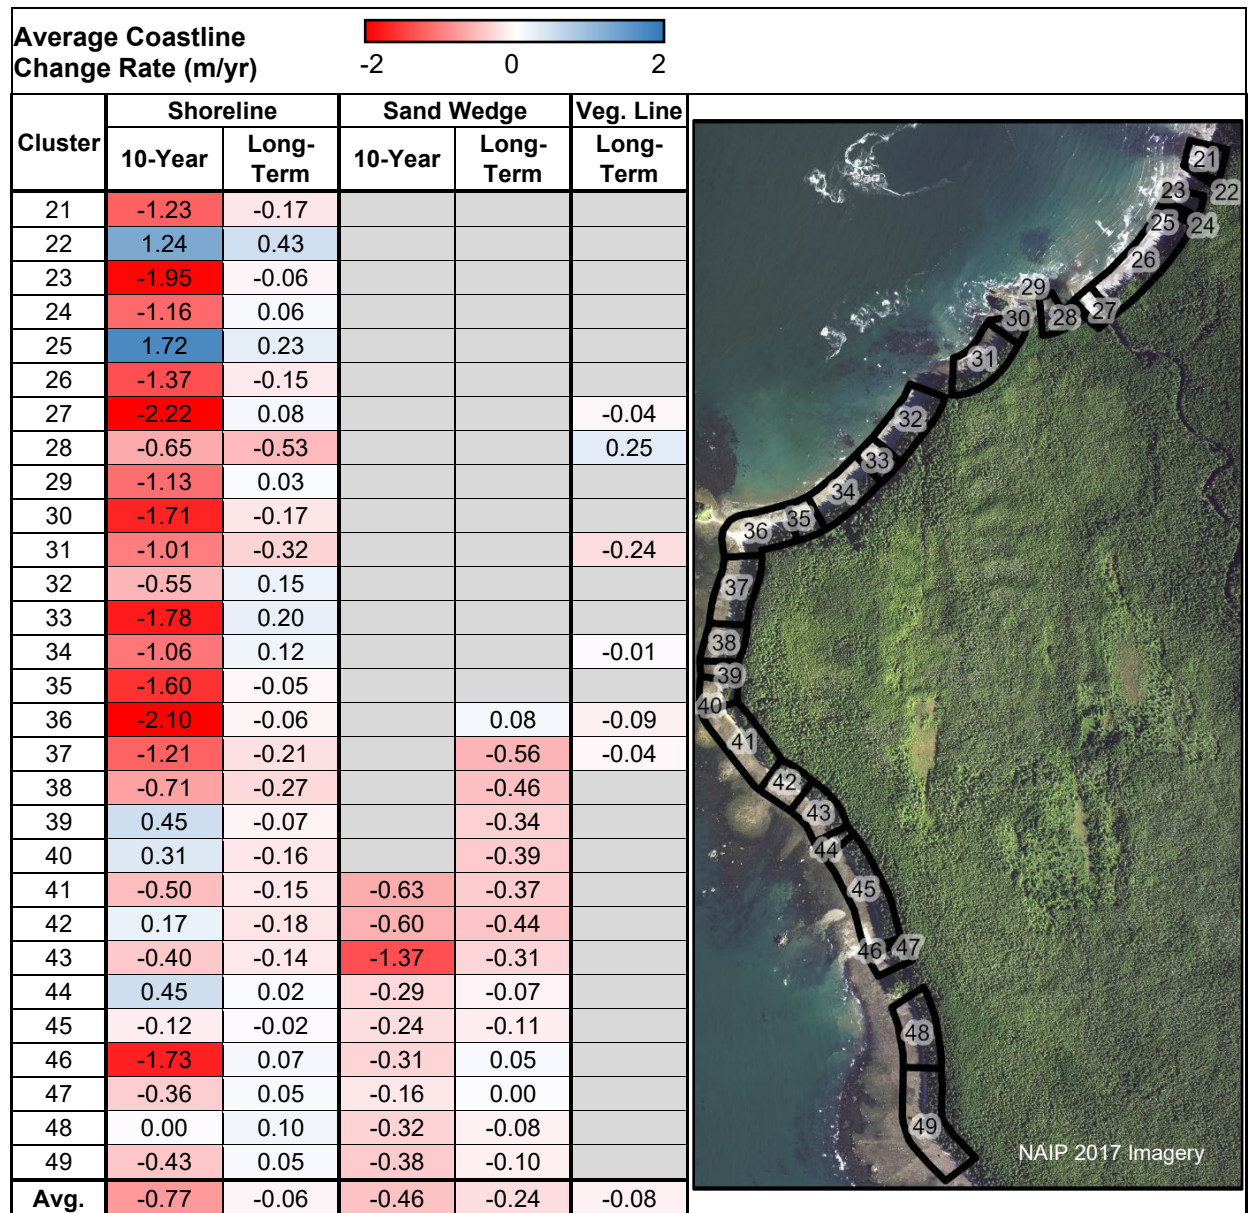 Average Coastline
Change Rate (m/yr)
-2 0 2
Cluster Shoreline Sand Wedge Veg. Line
10-Year Long-Term 10-Year Long-Term Long-Term
21 -1.23 -0.17
22 1.24 0.43
23 -1.95 -0.06
24 -1.16 0.06
25 1.72 0.23
26 -1.37 -0.15
27 -2.22 0.08 -0.04
28 -0.65 -0.53 0.25
29 -1.13 0.03
30 -1.71 -0.17
31 -1.01 -0.32 -0.24
32 -0.55 0.15
33 -1.78 0.20
34 -1.06 0.12 -0.01
35 -1.60 -0.05
36 -2.10 -0.06 0.08 -0.09
37 -1.21 -0.21 -0.56 -0.04
38 -0.71 -0.27 -0.46
39 0.45 -0.07 -0.34
40 0.31 -0.16 -0.39
41 -0.50 -0.15 -0.63 -0.37
42 0.17 -0.18 -0.60 -0.44
43 -0.40 -0.14 -1.37 -0.31
44 0.45 0.02 -0.29 -0.07
45 -0.12 -0.02 -0.24 -0.11
46 -1.73 0.07 -0.31 0.05
47 -0.36 0.05 -0.16 0.00
48 0.00 0.10 -0.32 -0.08
49 -0.43 0.05 -0.38 -0.10
Avg. -0.77 -0.06 -0.46 -0.24 -0.08
21
23 22
25 24
26
29
30 28 27
31
32
33
34
36 35
37
38
39
40
41
42
43
44
45
46 47
48
49
NAIP 2017 Imagery